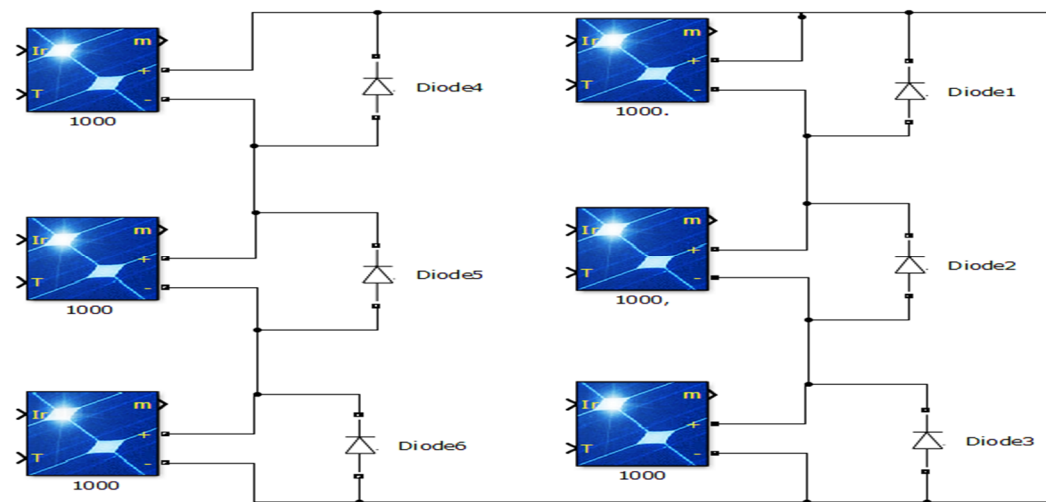 Ir
m
+
T
-
1000
Diode4
Ir
m
+
T
-
1000.
Diode1
Ir
m
+
T
-
1000
Diode5
Ir
m
+
T
-
1000,
Diode2
Ir
m
+
T
-
1000
Diode6
Ir
m
+
T
-
1000
Diode3